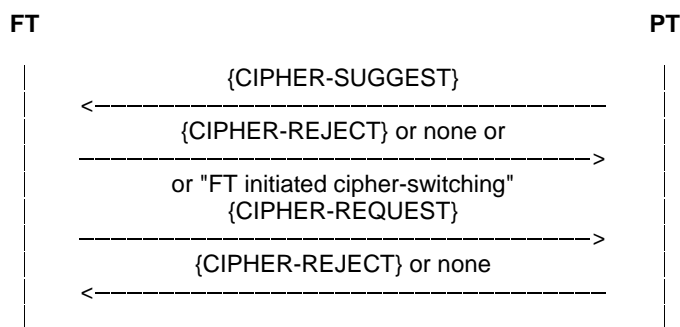 FT PT
{CIPHER-SUGGEST}
{CIPHER-REJECT} or none or
or "FT initiated cipher-switching"
{CIPHER-REQUEST}
{CIPHER-REJECT} or none